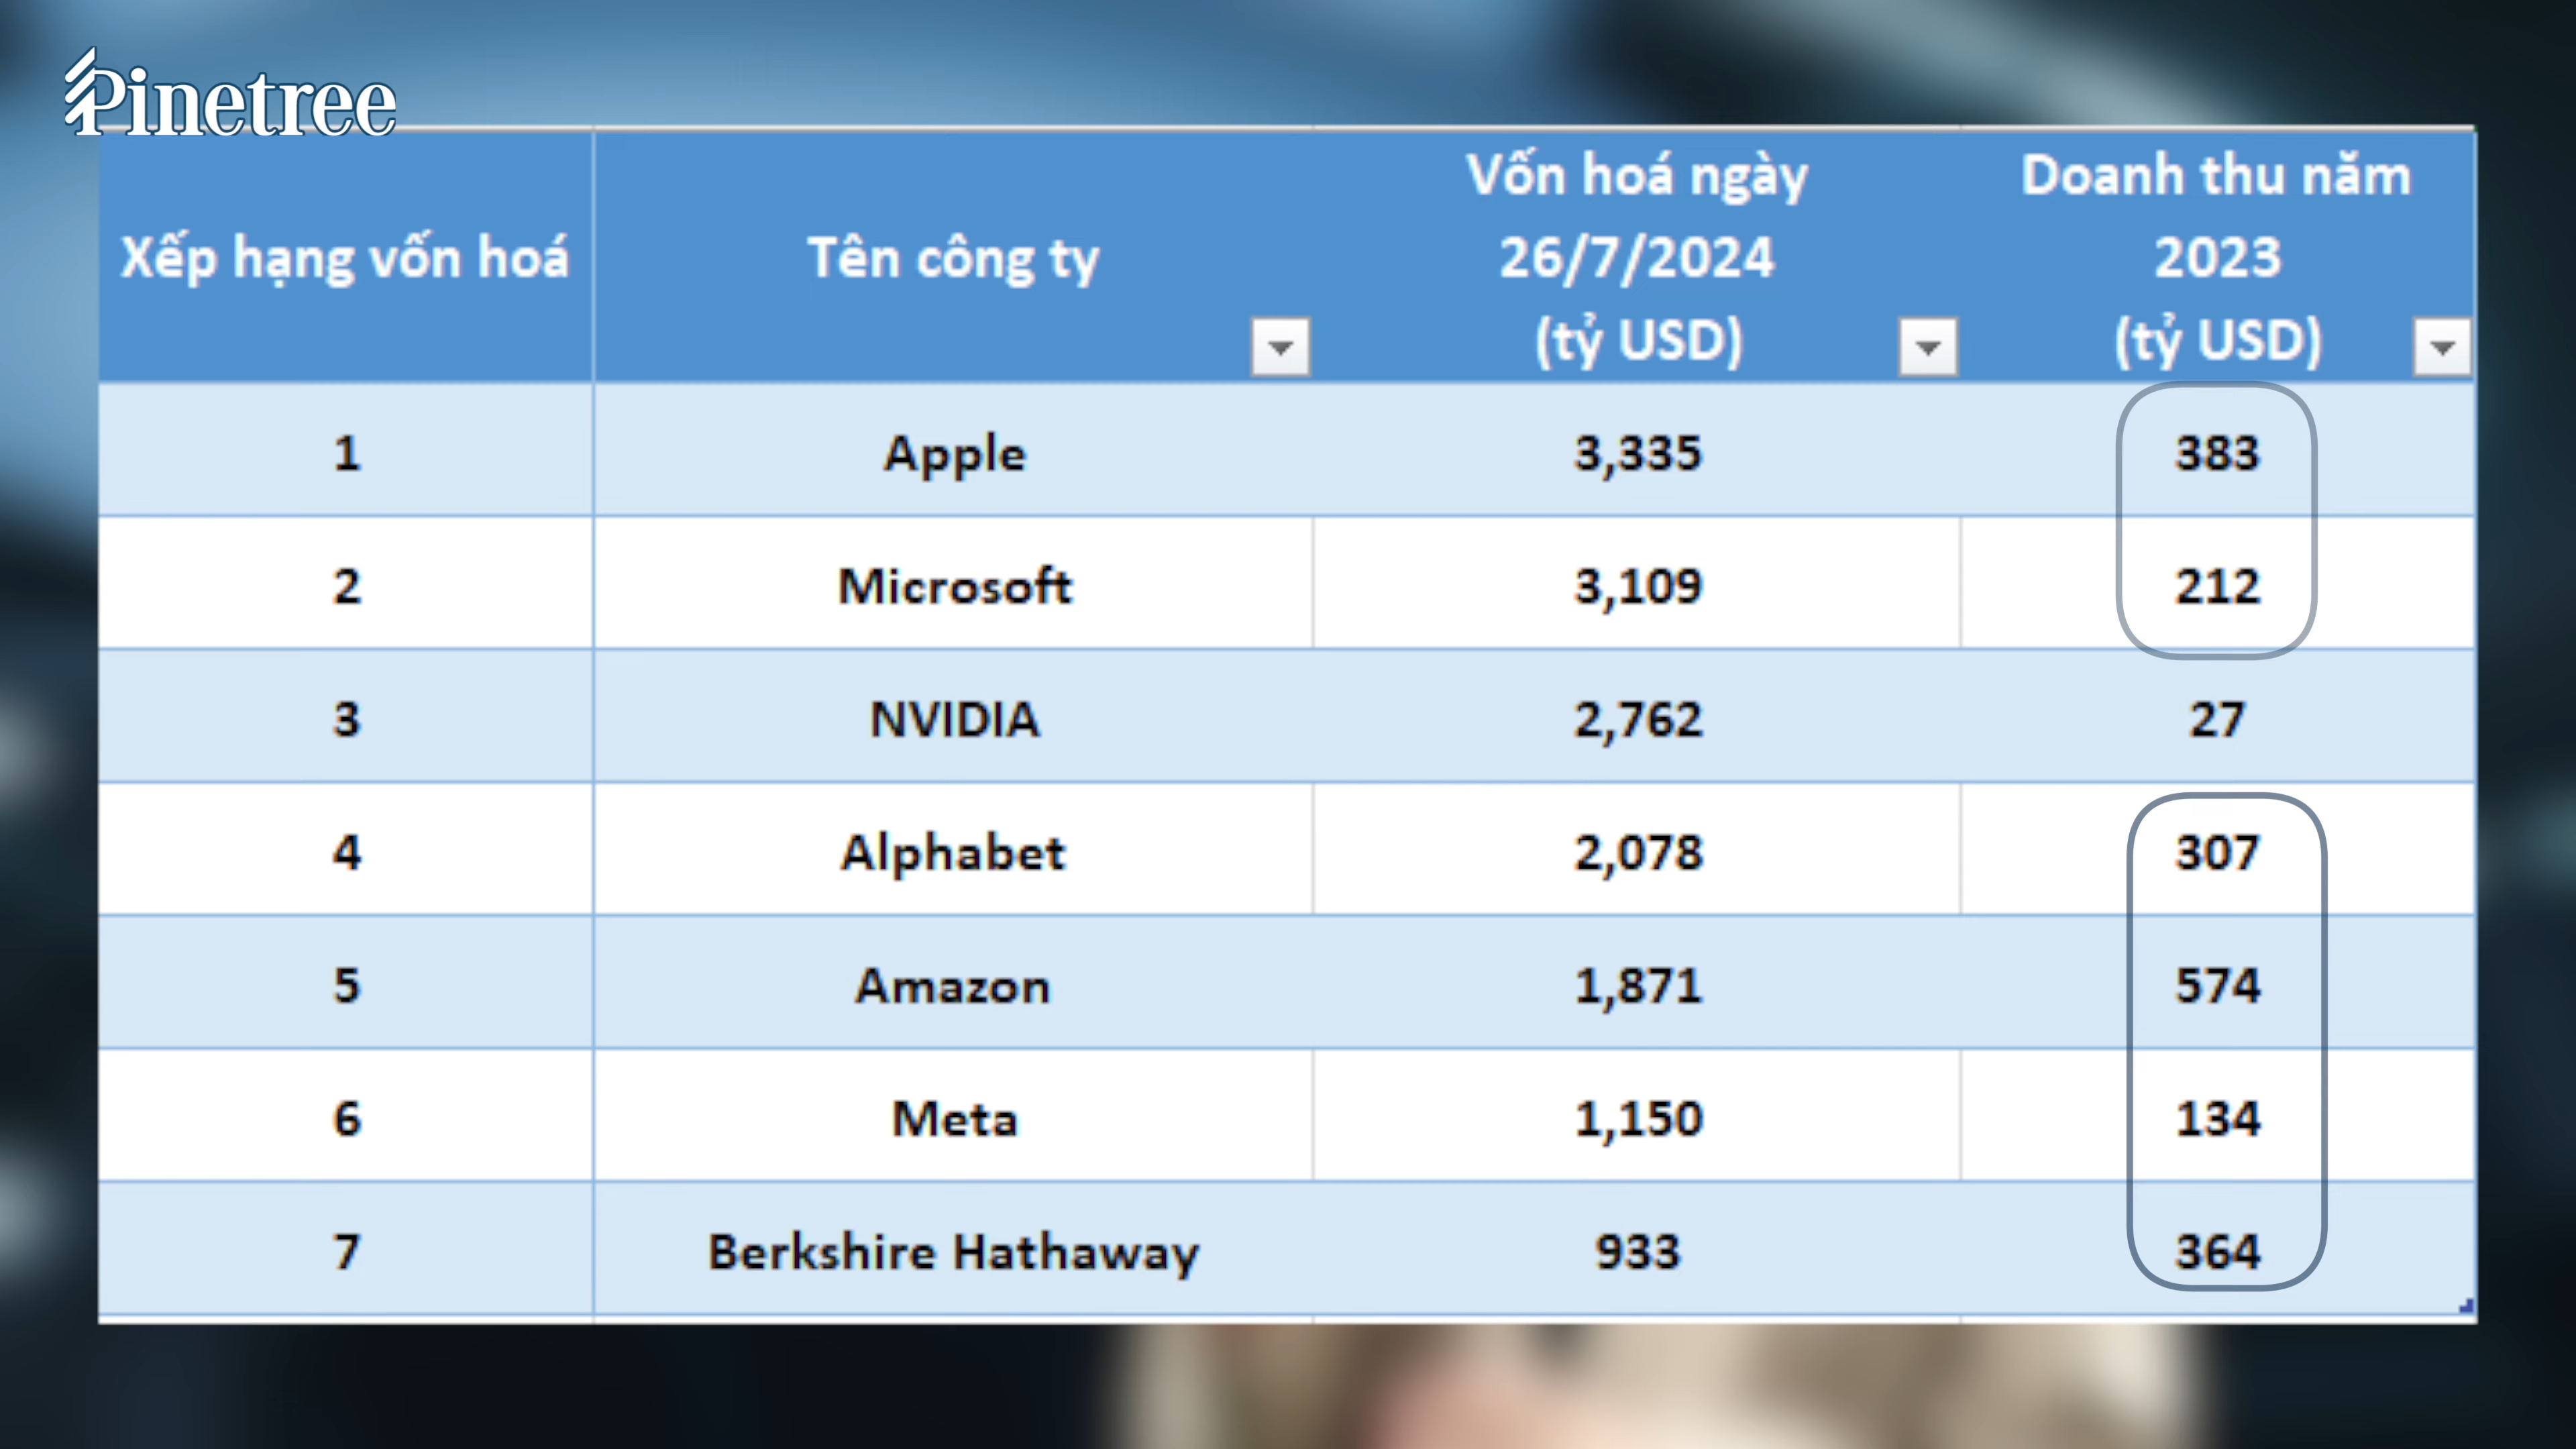 Pinetree
Xếp hạng vốn hoá
Tên công ty
Vốn hoá ngày
26/7/2024
(tỷ USD)
Doanh thu năm
2023
(tỷ USD)
1 Apple 3,335 383
2 Microsoft 3,109 212
3 NVIDIA 2,762 27
4 Alphabet 2,078 307
5 Amazon 1,871 574
6 Meta 1,150 134
7 Berkshire Hathaway 933 364